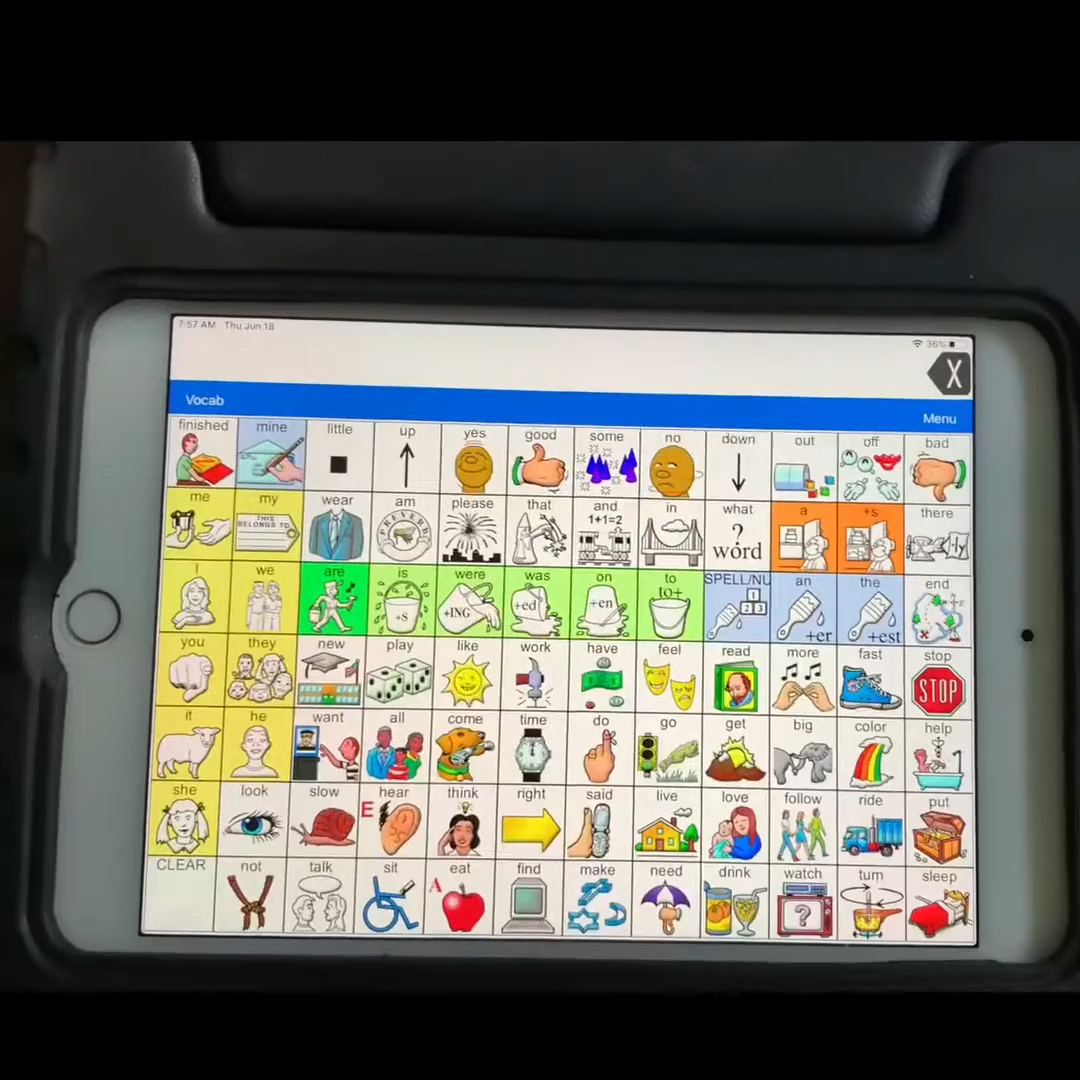 7:57 AM Thu Jun 18
36%
X
Vocab
Menu
finished mine little up yes good some no down out off bad
me my wear am please that and in what a +s there
THIS BELONGS TO
1+1=2
? word
I we are is were was on to SPELL/NU an the end
+s +ING +ed +en to+ 1 2 3 +er +est
you they new play like work have feel read more fast stop
STOP
it he want all come time do go get big color help
she look slow hear think right said live love follow ride put
E
CLEAR not talk sit eat find make need drink watch turn sleep
A ?